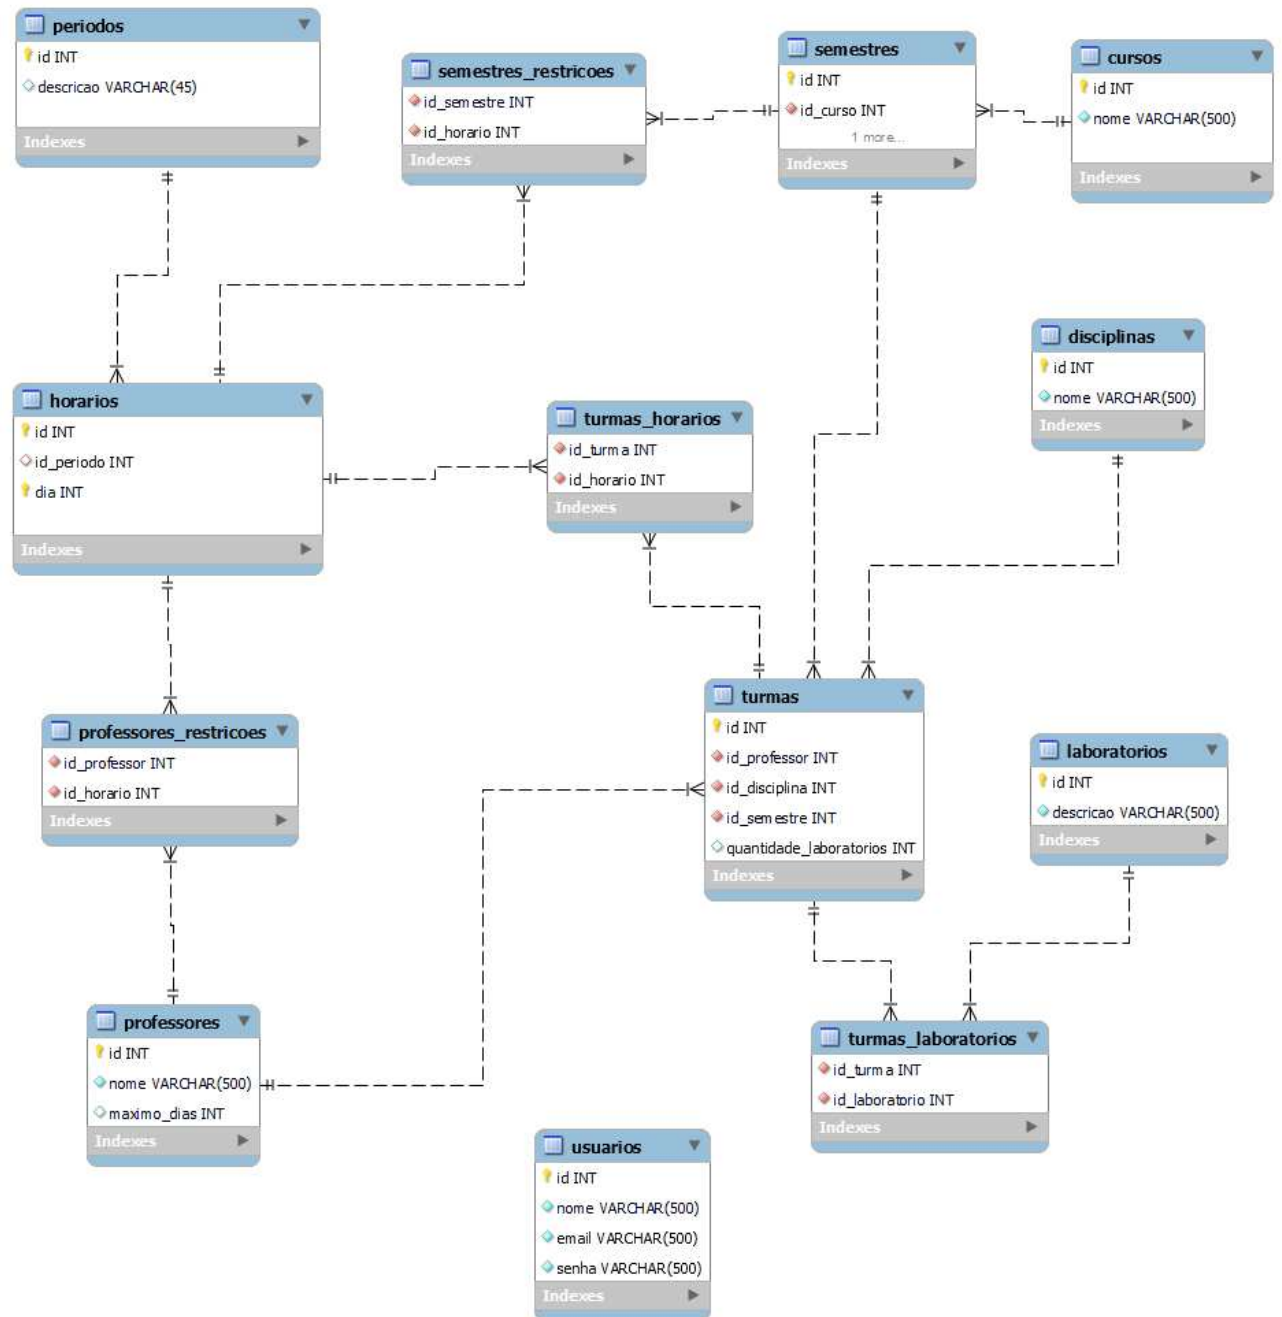 periodos
id INT
descricao VARCHAR(45)
Indexes
semestres_restricoes
id_semestre INT
id_horario INT
Indexes
semestres
id INT
id_curso INT
1 more...
Indexes
cursos
id INT
nome VARCHAR(500)
Indexes
horarios
id INT
id_periodo INT
dia INT
Indexes
turmas_horarios
id_turma INT
id_horario INT
Indexes
disciplinas
id INT
nome VARCHAR(500)
Indexes
professores_restricoes
id_professor INT
id_horario INT
Indexes
turmas
id INT
id_professor INT
id_disciplina INT
id_semestre INT
quantidade_laboratorios INT
Indexes
laboratorios
id INT
descricao VARCHAR(500)
Indexes
professores
id INT
nome VARCHAR(500)
maximo_dias INT
Indexes
turmas_laboratorios
id_turma INT
id_laboratorio INT
Indexes
usuarios
id INT
nome VARCHAR(500)
email VARCHAR(500)
senha VARCHAR(500)
Indexes